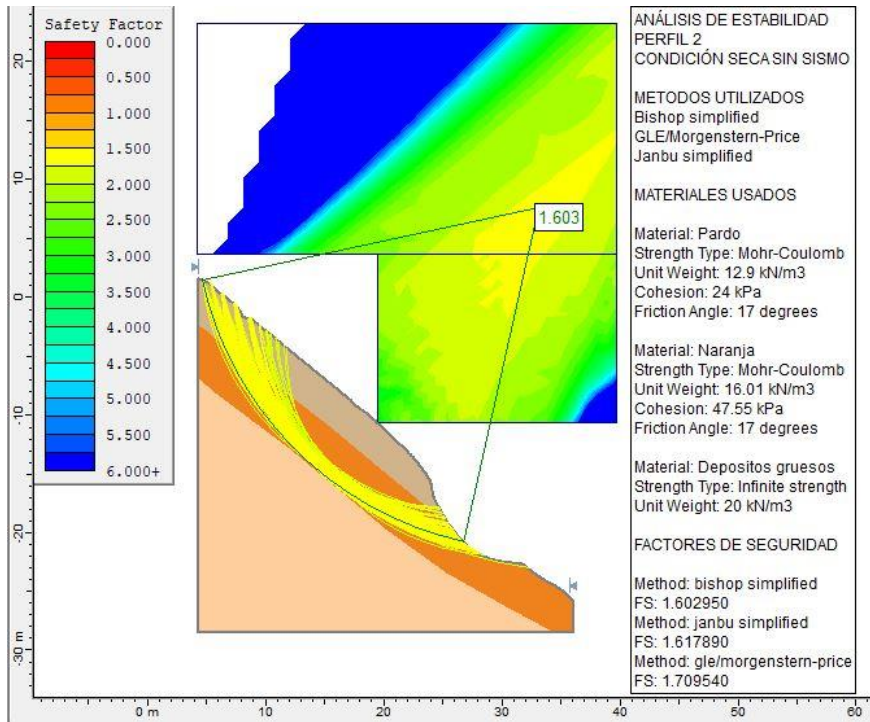 Safety Factor
0.000
0.500
1.000
1.500
2.000
2.500
3.000
3.500
4.000
4.500
5.000
5.500
6.000+
20
10
0
-10
-20
-30 m
0 m
10
20
30
40
50
60
1.603
ANÁLISIS DE ESTABILIDAD
PERFIL 2
CONDICIÓN SECA SIN SISMO
METODOS UTILIZADOS
Bishop simplified
GLE/Morgenstern-Price
Janbu simplified
MATERIALES USADOS
Material: Pardo
Strength Type: Mohr-Coulomb
Unit Weight: 12.9 kN/m3
Cohesion: 24 kPa
Friction Angle: 17 degrees
Material: Naranja
Strength Type: Mohr-Coulomb
Unit Weight: 16.01 kN/m3
Cohesion: 47.55 kPa
Friction Angle: 17 degrees
Material: Depositos gruesos
Strength Type: Infinite strength
Unit Weight: 20 kN/m3
FACTORES DE SEGURIDAD
Method: bishop simplified
FS: 1.602950
Method: janbu simplified
FS: 1.617890
Method: gle/morgenstern-price
FS: 1.709540